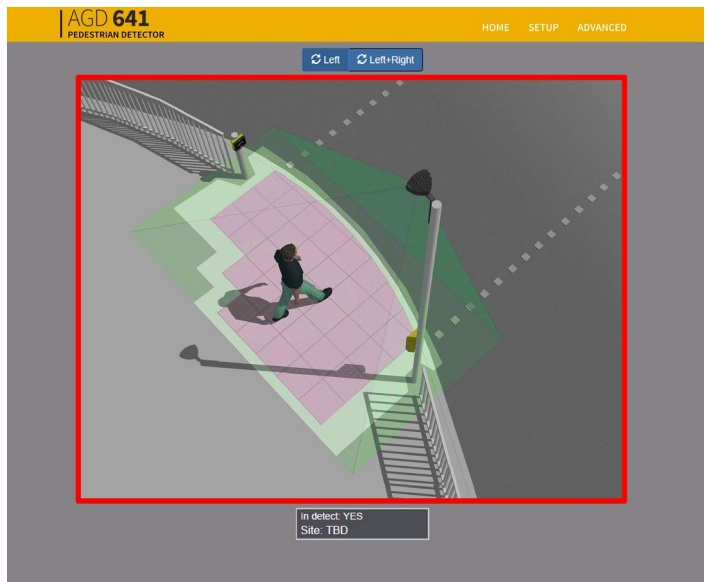 AGD 641
PEDESTRIAN DETECTOR
HOME SETUP ADVANCED
Left Left+Right
In detect: YES
Site: TBD